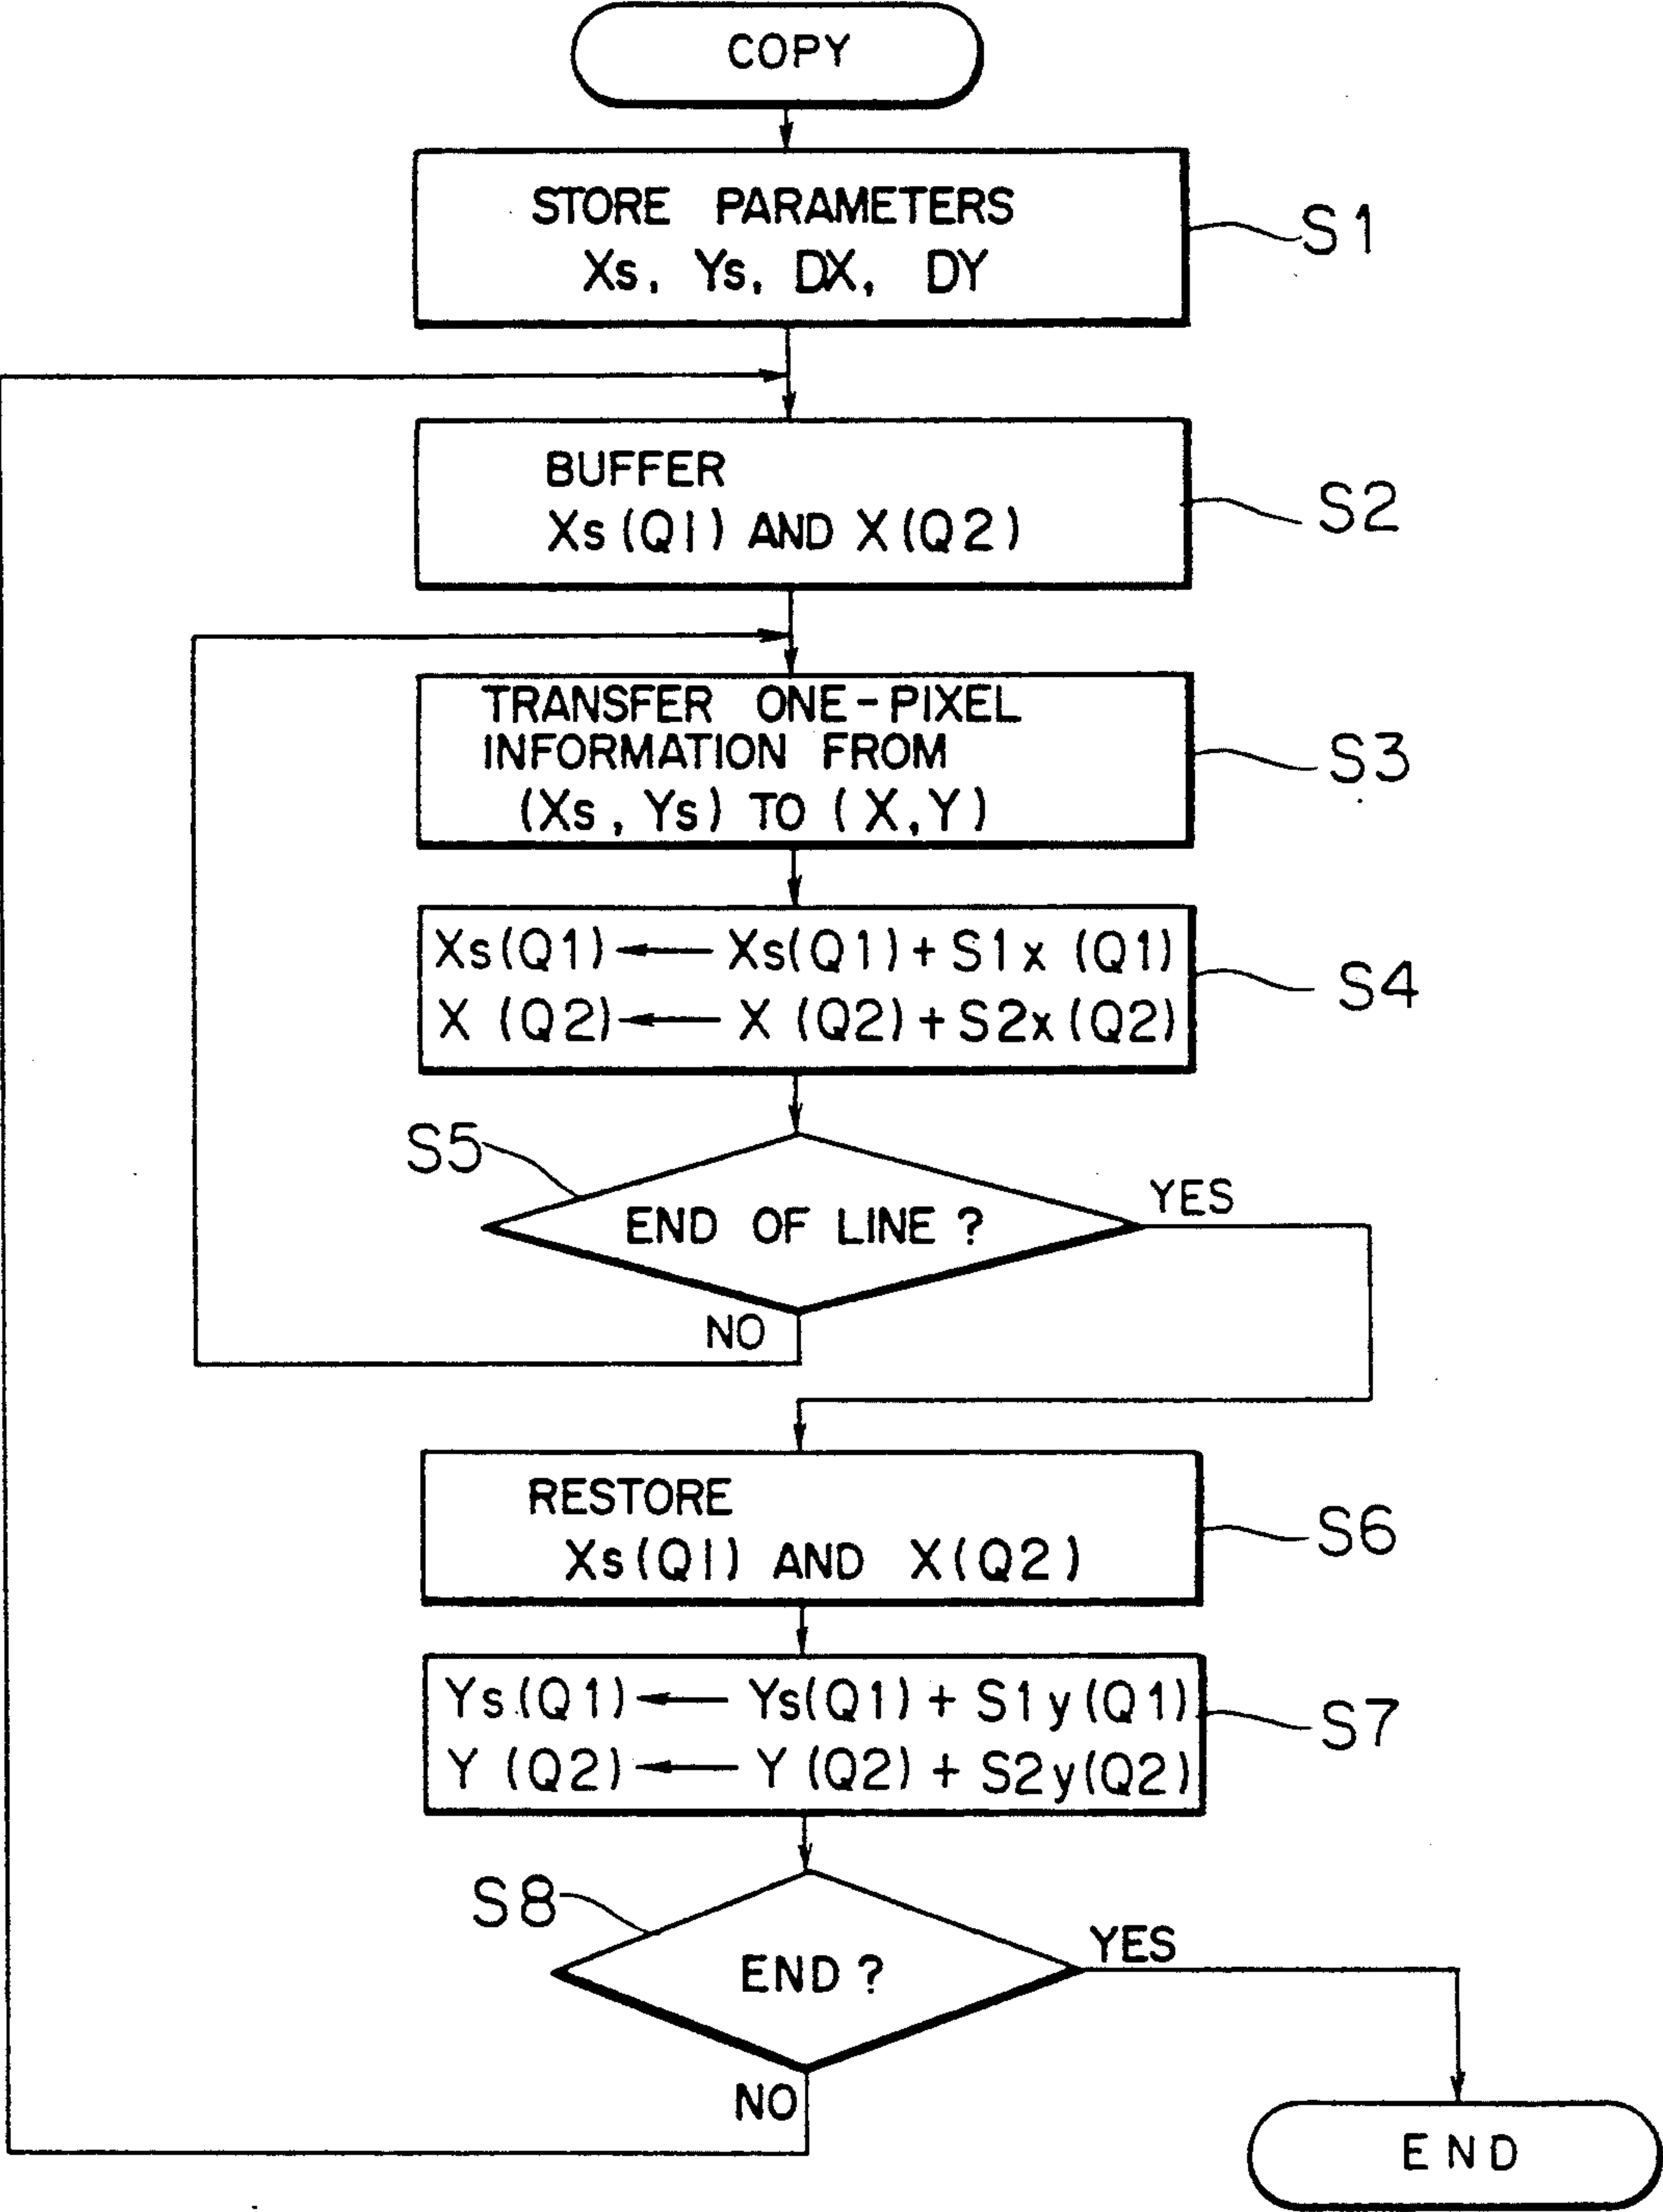 COPY
STORE PARAMETERS
Xs, Ys, DX, DY
S1
BUFFER
Xs(Q1) AND X(Q2)
S2
TRANSFER ONE-PIXEL
INFORMATION FROM
(Xs, Ys) TO (X, Y)
S3
Xs(Q1) ← Xs(Q1) + S1x (Q1)
X (Q2) ← X (Q2) + S2x (Q2)
S4
S5
END OF LINE ?
YES
NO
RESTORE
Xs(Q1) AND X(Q2)
S6
Ys(Q1) ← Ys(Q1) + S1y(Q1)
Y (Q2) ← Y (Q2) + S2y(Q2)
S7
S8
END ?
YES
NO
END